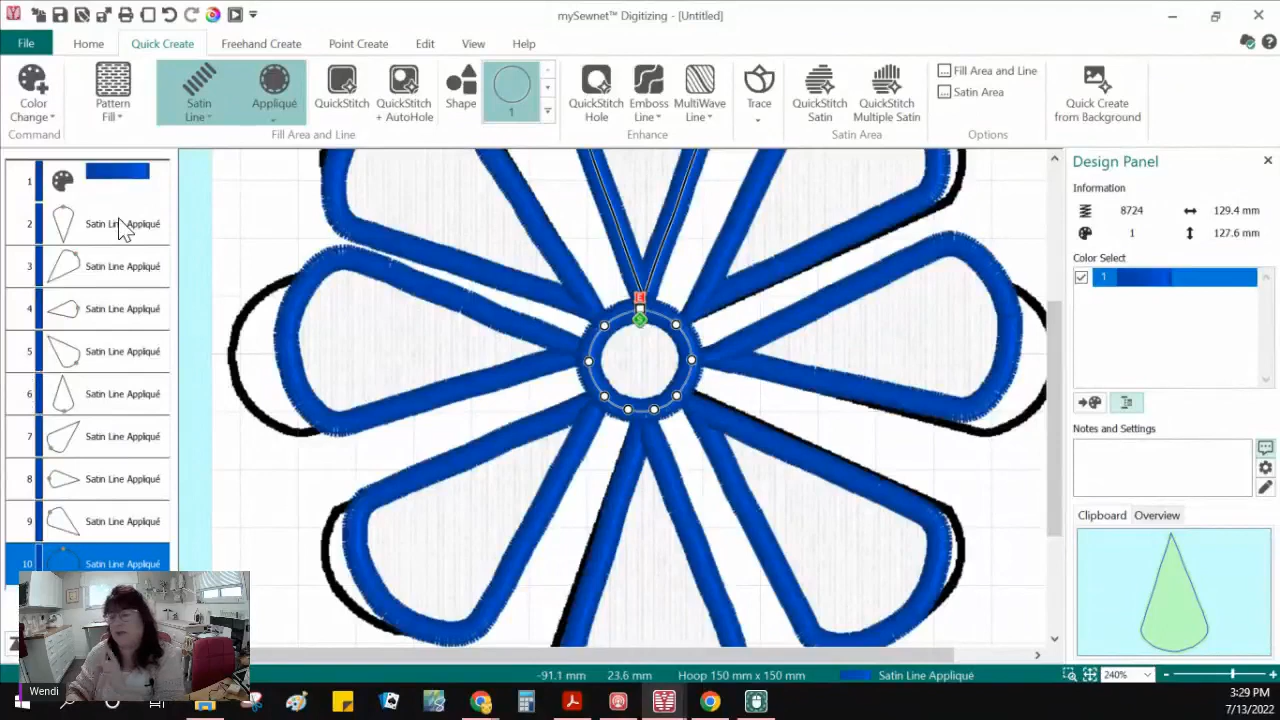 mySewnet™ Digitizing - [Untitled]
File Home Quick Create Freehand Create Point Create Edit View Help
Color Change
Command
Pattern Fill
Satin Line
Appliqué
QuickStitch
QuickStitch + AutoHole
Shape
1
Fill Area and Line
QuickStitch Hole
Emboss Line
MultiWave Line
Enhance
Trace
QuickStitch Satin
QuickStitch Multiple Satin
Satin Area
Fill Area and Line
Satin Area
Options
Quick Create from Background
1
2 Satin Line Appliqué
3 Satin Line Appliqué
4 Satin Line Appliqué
5 Satin Line Appliqué
6 Satin Line Appliqué
7 Satin Line Appliqué
8 Satin Line Appliqué
9 Satin Line Appliqué
10 Satin Line Appliqué
E
Design Panel
Information
8724 129.4 mm
1 127.6 mm
Color Select
1
Notes and Settings
Clipboard Overview
Wendi
-91.1 mm 23.6 mm Hoop 150 mm x 150 mm Satin Line Appliqué 240%
3:29 PM
7/13/2022